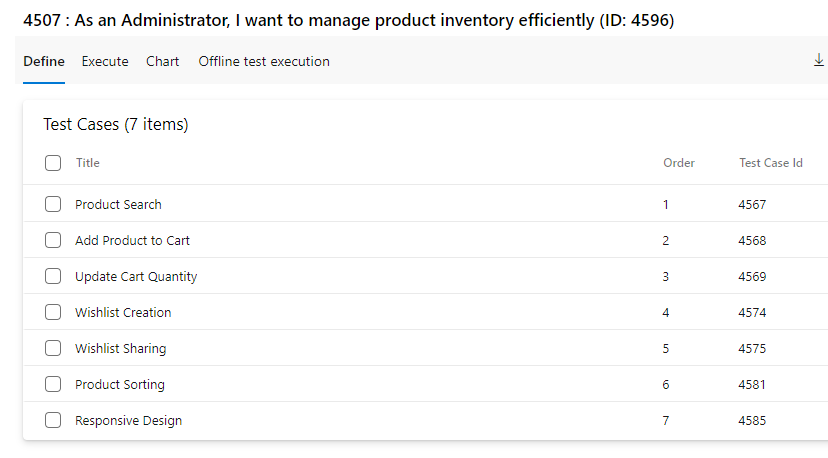 4507 : As an Administrator, I want to manage product inventory efficiently (ID: 4596)
Define Execute Chart Offline test execution
Test Cases (7 items)
Title Order Test Case Id
Product Search 1 4567
Add Product to Cart 2 4568
Update Cart Quantity 3 4569
Wishlist Creation 4 4574
Wishlist Sharing 5 4575
Product Sorting 6 4581
Responsive Design 7 4585